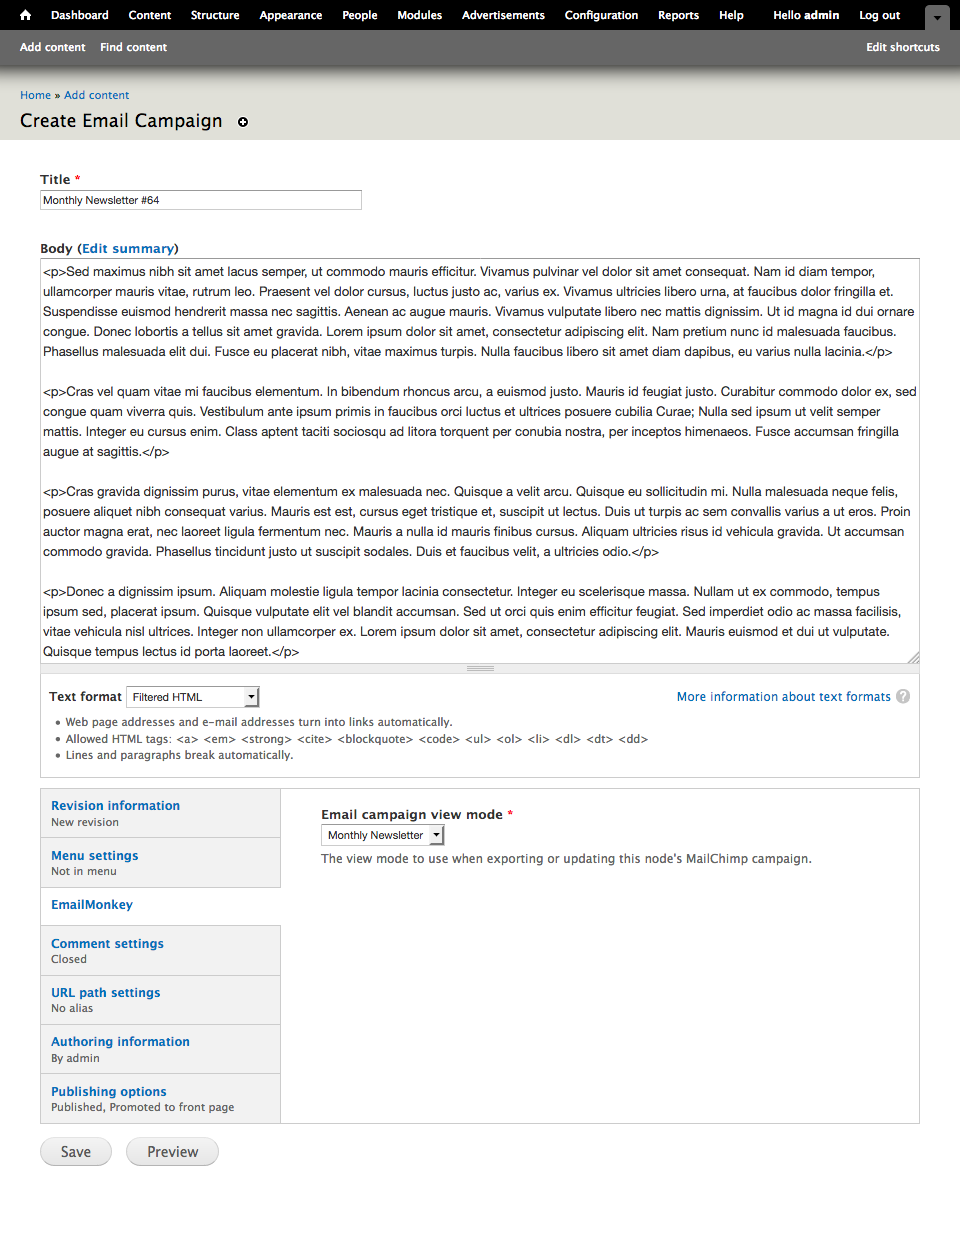 Dashboard Content Structure Appearance People Modules Advertisements Configuration Reports Help Hello admin Log out
Add content Find content Edit shortcuts
Home » Add content
Create Email Campaign
Title *
Monthly Newsletter #64
Body (Edit summary)
<p>Sed maximus nibh sit amet lacus semper, ut commodo mauris efficitur. Vivamus pulvinar vel dolor sit amet consequat. Nam id diam tempor,
ullamcorper mauris vitae, rutrum leo. Praesent vel dolor cursus, luctus justo ac, varius ex. Vivamus ultricies libero urna, at faucibus dolor fringilla et.
Suspendisse euismod hendrerit massa nec sagittis. Aenean ac augue mauris. Vivamus vulputate libero nec mattis dignissim. Ut id magna id dui ornare
congue. Donec lobortis a tellus sit amet gravida. Lorem ipsum dolor sit amet, consectetur adipiscing elit. Nam pretium nunc id malesuada faucibus.
Phasellus malesuada elit dui. Fusce eu placerat nibh, vitae maximus turpis. Nulla faucibus libero sit amet diam dapibus, eu varius nulla lacinia.</p>
<p>Cras vel quam vitae mi faucibus elementum. In bibendum rhoncus arcu, a euismod justo. Mauris id feugiat justo. Curabitur commodo dolor ex, sed
congue quam viverra quis. Vestibulum ante ipsum primis in faucibus orci luctus et ultrices posuere cubilia Curae; Nulla sed ipsum ut velit semper
mattis. Integer eu cursus enim. Class aptent taciti sociosqu ad litora torquent per conubia nostra, per inceptos himenaeos. Fusce accumsan fringilla
augue at sagittis.</p>
<p>Cras gravida dignissim purus, vitae elementum ex malesuada nec. Quisque a velit arcu. Quisque eu sollicitudin mi. Nulla malesuada neque felis,
posuere aliquet nibh consequat varius. Mauris est est, cursus eget tristique et, suscipit ut lectus. Duis ut turpis ac sem convallis varius a ut eros. Proin
auctor magna erat, nec laoreet ligula fermentum nec. Mauris a nulla id mauris finibus cursus. Aliquam ultricies risus id vehicula gravida. Ut accumsan
commodo gravida. Phasellus tincidunt justo ut suscipit sodales. Duis et faucibus velit, a ultricies odio.</p>
<p>Donec a dignissim ipsum. Aliquam molestie ligula tempor lacinia consectetur. Integer eu scelerisque massa. Nullam ut ex commodo, tempus
ipsum sed, placerat ipsum. Quisque vulputate elit vel blandit accumsan. Sed ut orci quis enim efficitur feugiat. Sed imperdiet odio ac massa facilisis,
vitae vehicula nisl ultrices. Integer non ullamcorper ex. Lorem ipsum dolor sit amet, consectetur adipiscing elit. Mauris euismod et dui ut vulputate.
Quisque tempus lectus id porta laoreet.</p>
Text format Filtered HTML More information about text formats ?
• Web page addresses and e-mail addresses turn into links automatically.
• Allowed HTML tags: <a> <em> <strong> <cite> <blockquote> <code> <ul> <ol> <li> <dl> <dt> <dd>
• Lines and paragraphs break automatically.
Revision information
New revision
Menu settings
Not in menu
EmailMonkey
Comment settings
Closed
URL path settings
No alias
Authoring information
By admin
Publishing options
Published, Promoted to front page
Email campaign view mode *
Monthly Newsletter
The view mode to use when exporting or updating this node's MailChimp campaign.
Save Preview